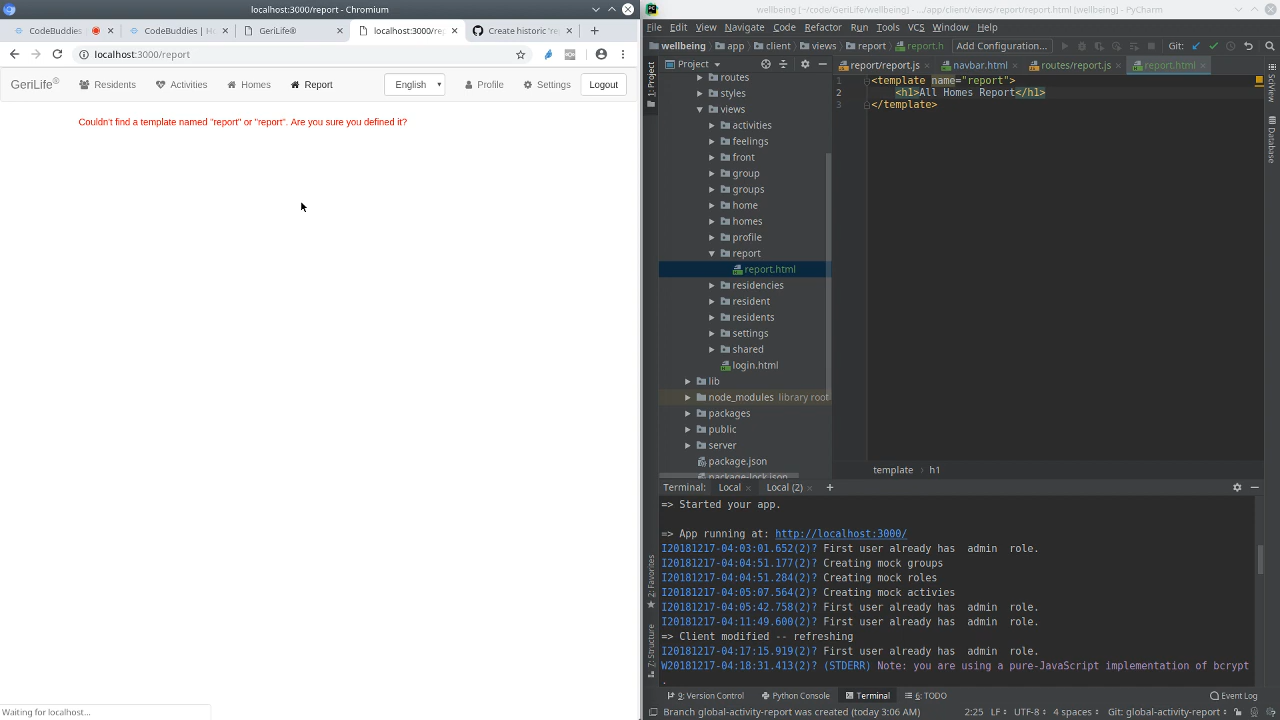 localhost:3000/report - Chromium
CodeBuddies
CodeBuddies | H
GeriLife®
localhost:3000/rep
Create historic 're
localhost:3000/report
GeriLife®
Residents
Activities
Homes
Report
English
Profile
Settings
Logout
Couldn't find a template named "report" or "report". Are you sure you defined it?
Waiting for localhost...
wellbeing [~/code/GeriLife/wellbeing] - .../app/client/views/report/report.html [wellbeing] - PyCharm
File Edit View Navigate Code Refactor Run Tools VCS Window Help
wellbeing app client views report report.h Add Configuration... Git:
1: Project
Project
report/report.js
navbar.html
routes/report.js
report.html
routes
styles
views
activities
feelings
front
group
groups
home
homes
profile
report
report.html
residencies
resident
residents
settings
shared
login.html
lib
node_modules library root
packages
public
server
package.json
package-lock.json
1 <template name="report">
2 <h1>All Homes Report</h1>
3 </template>
SciView
Database
template › h1
Terminal: Local Local (2) +
=> Started your app.
=> App running at: http://localhost:3000/
I20181217-04:03:01.652(2)? First user already has  admin  role.
I20181217-04:04:51.177(2)? Creating mock groups
I20181217-04:04:51.284(2)? Creating mock roles
I20181217-04:05:07.564(2)? Creating mock activies
I20181217-04:05:42.758(2)? First user already has  admin  role.
I20181217-04:11:49.600(2)? First user already has  admin  role.
=> Client modified -- refreshing
I20181217-04:17:15.919(2)? First user already has  admin  role.
W20181217-04:18:31.413(2)? (STDERR) Note: you are using a pure-JavaScript implementation of bcrypt
.
2: Favorites
7: Structure
9: Version Control
Python Console
Terminal
6: TODO
Event Log
Branch global-activity-report was created (today 3:06 AM)
2:25 LF UTF-8 4 spaces Git: global-activity-report